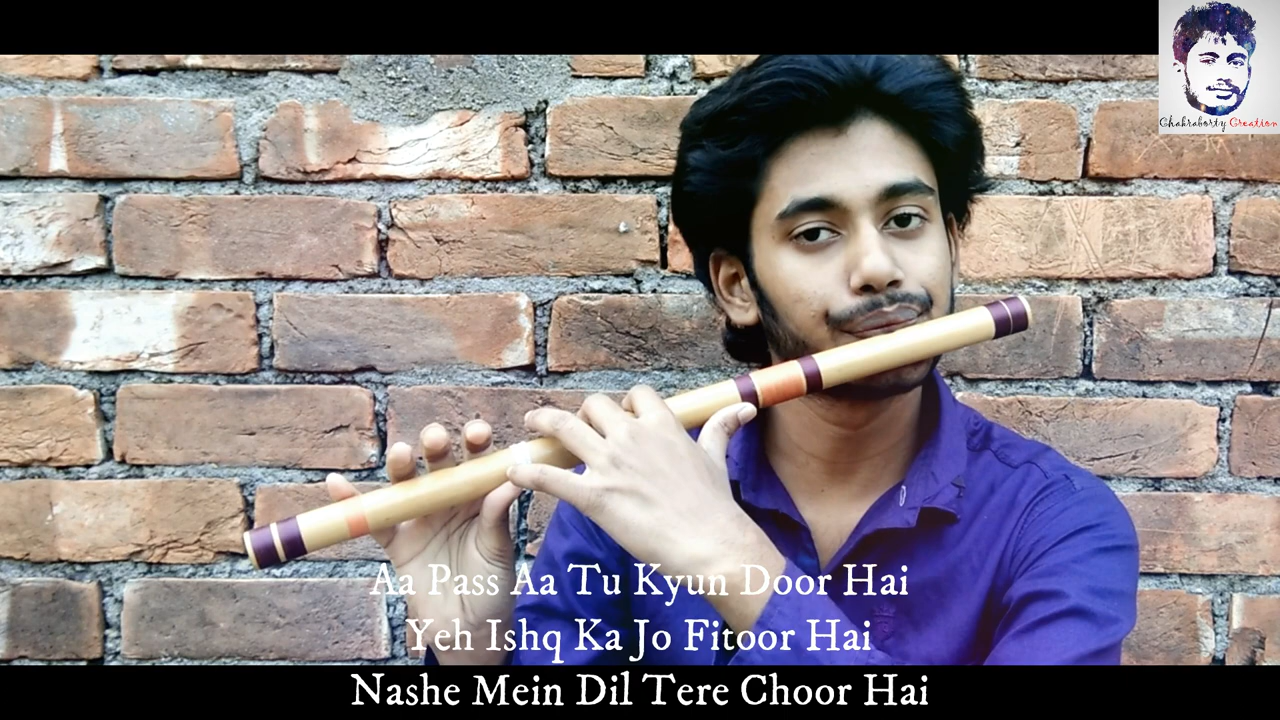 Chakraborty Creation
Aa Pass Aa Tu Kyun Door Hai
Yeh Ishq Ka Jo Fitoor Hai
Nashe Mein Dil Tere Choor Hai